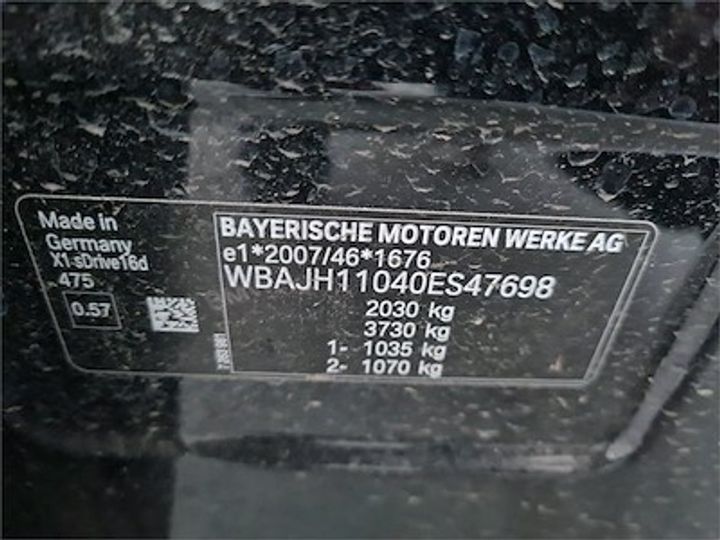 Made in
Germany
X1 sDrive16d
475
0.57
BAYERISCHE MOTOREN WERKE AG
e1*2007/46*1676
WBAJH11040ES47698
2030 kg
3730 kg
1- 1035 kg
2- 1070 kg